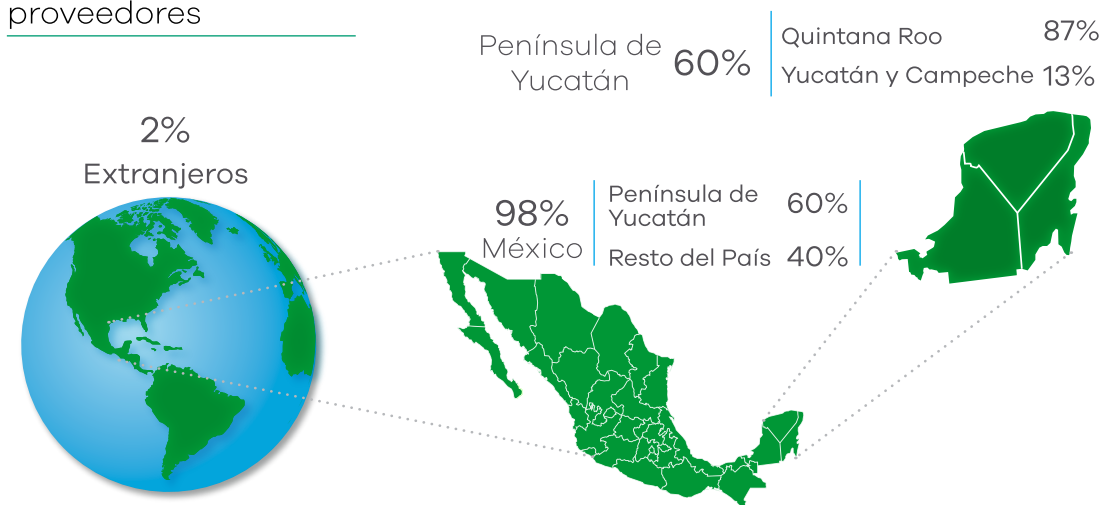 proveedores
Península de
Yucatán
60%
Quintana Roo 87%
Yucatán y Campeche 13%
2%
Extranjeros
98%
México
Península de
Yucatán
60%
Resto del País 40%